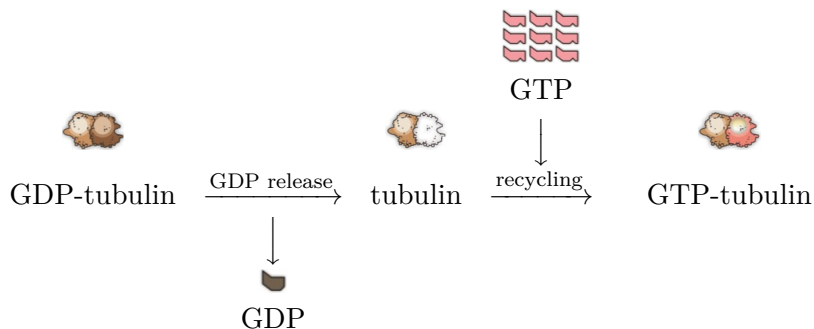 GTP
GDP release
recycling
GDP-tubulin
tubulin
GTP-tubulin
GDP